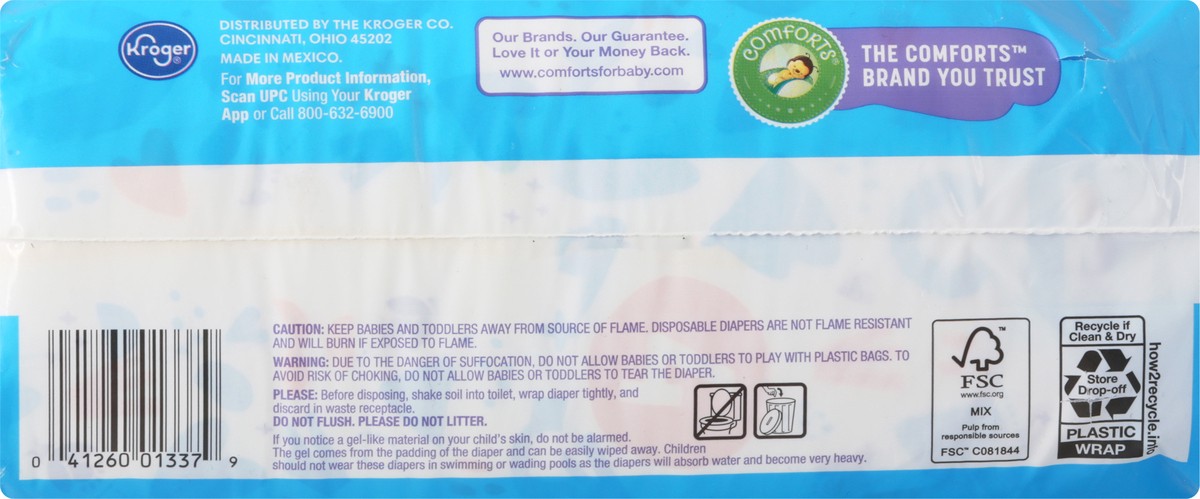 Kroger®
DISTRIBUTED BY THE KROGER CO.
CINCINNATI, OHIO 45202
MADE IN MEXICO.
For More Product Information,
Scan UPC Using Your Kroger
App or Call 800-632-6900
Our Brands. Our Guarantee.
Love It or Your Money Back.
www.comfortsforbaby.com
COMFORTS®
THE COMFORTS™
BRAND YOU TRUST
CAUTION: KEEP BABIES AND TODDLERS AWAY FROM SOURCE OF FLAME. DISPOSABLE DIAPERS ARE NOT FLAME RESISTANT
AND WILL BURN IF EXPOSED TO FLAME.
WARNING: DUE TO THE DANGER OF SUFFOCATION, DO NOT ALLOW BABIES OR TODDLERS TO PLAY WITH PLASTIC BAGS. TO
AVOID RISK OF CHOKING, DO NOT ALLOW BABIES OR TODDLERS TO TEAR THE DIAPER.
PLEASE: Before disposing, shake soil into toilet, wrap diaper tightly, and
discard in waste receptacle.
DO NOT FLUSH. PLEASE DO NOT LITTER.
If you notice a gel-like material on your child's skin, do not be alarmed.
The gel comes from the padding of the diaper and can be easily wiped away. Children
should not wear these diapers in swimming or wading pools as the diapers will absorb water and become very heavy.
0 41260 01337 9
™
FSC
www.fsc.org
MIX
Pulp from
responsible sources
FSC™ C081844
Recycle if
Clean & Dry
Store
Drop-off
PLASTIC
WRAP
how2recycle.info